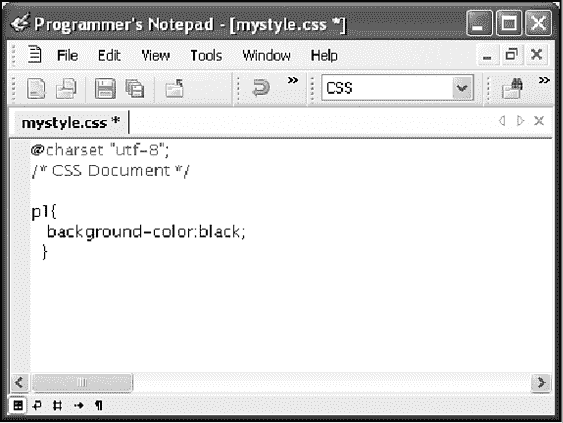 Programmer's Notepad - [mystyle.css *]
File Edit View Tools Window Help
CSS
mystyle.css *
@charset "utf-8";
/* CSS Document */
p1{
background-color:black;
}